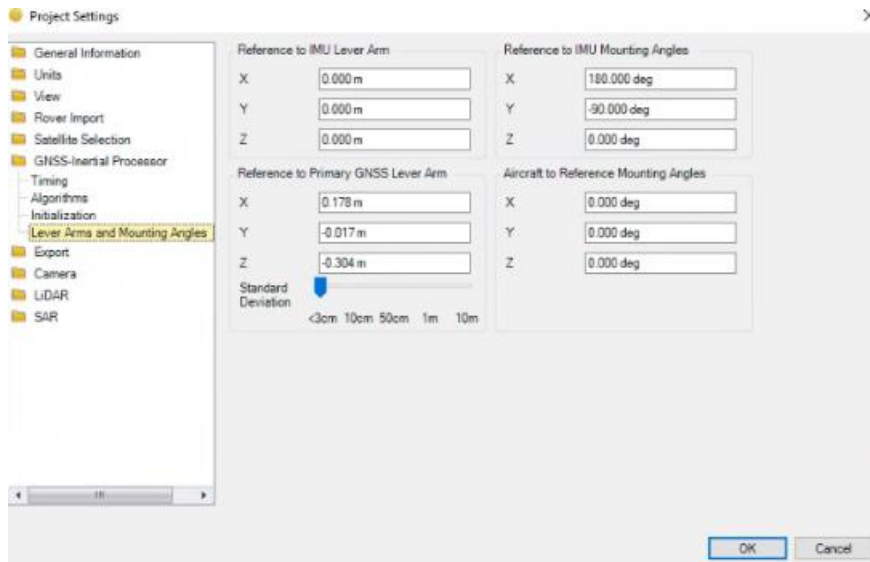 Project Settings
General Information
Units
View
Rover Import
Satellite Selection
GNSS-Inertial Processor
Timing
Algorithms
Initialization
Lever Arms and Mounting Angles
Export
Camera
LiDAR
SAR
Reference to IMU Lever Arm
X 0.000 m
Y 0.000 m
Z 0.000 m
Reference to IMU Mounting Angles
X 180.000 deg
Y -90.000 deg
Z 0.000 deg
Reference to Primary GNSS Lever Arm
X 0.178 m
Y -0.017 m
Z -0.304 m
Standard
Deviation
<3cm 10cm 50cm 1m 10m
Aircraft to Reference Mounting Angles
X 0.000 deg
Y 0.000 deg
Z 0.000 deg
OK Cancel